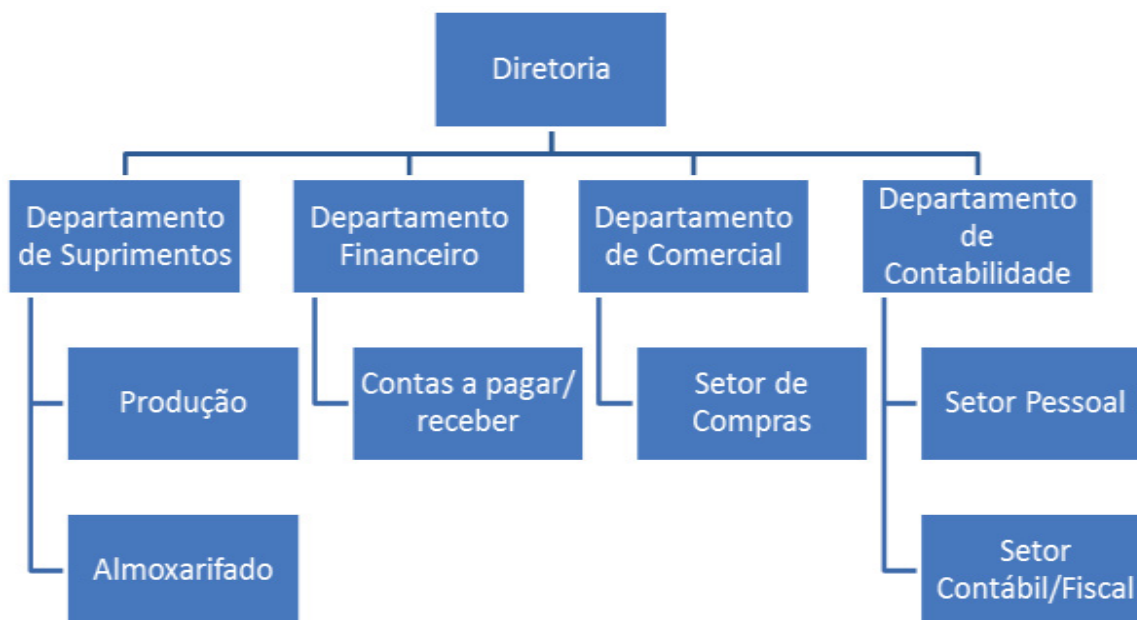 Diretoria
Departamento
de Suprimentos
Departamento
Financeiro
Departamento
de Comercial
Departamento
de
Contabilidade
Produção
Contas a pagar/
receber
Setor de
Compras
Setor Pessoal
Almoxarifado
Setor
Contábil/Fiscal